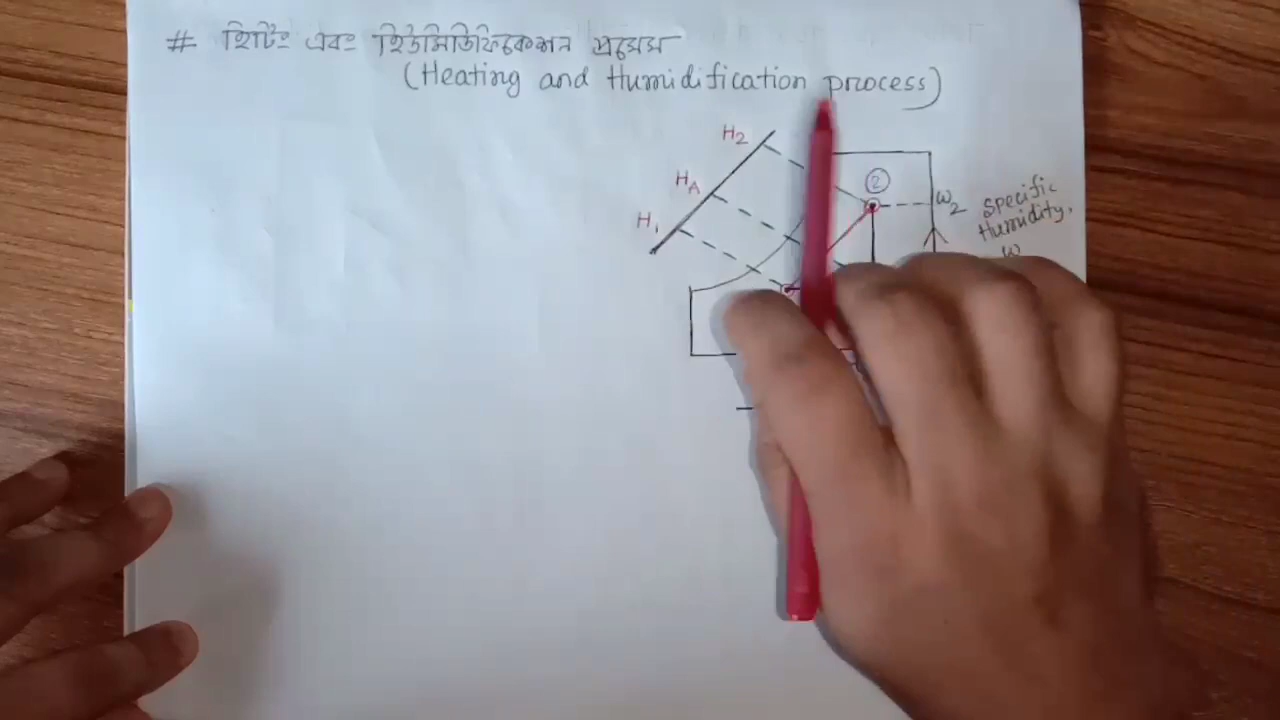 # হিটিং এবং হিউমিডিফিকেশন প্রসেস
(Heating and Humidification process)
H2
HA
H1
2
ω2
Specific
Humidity,
ω